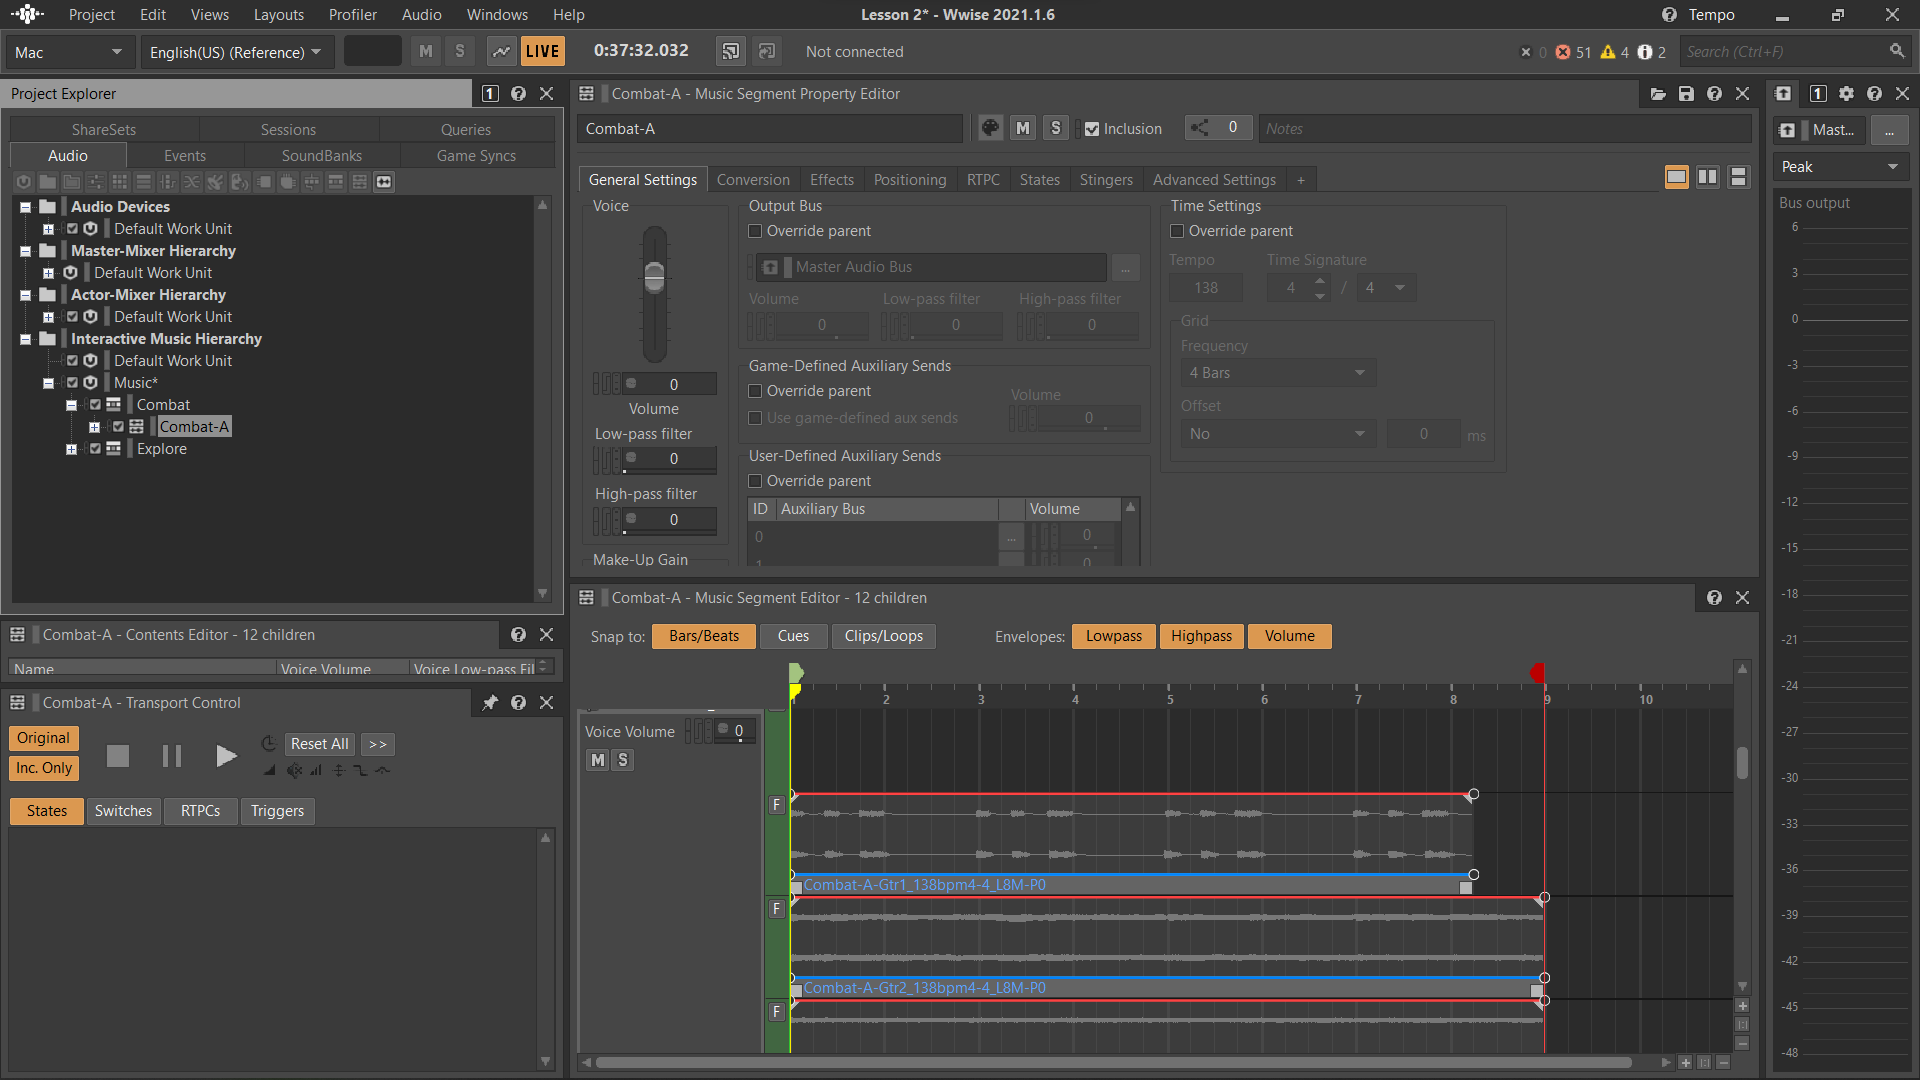 Project Edit Views Layouts Profiler Audio Windows Help
Lesson 2* - Wwise 2021.1.6
Tempo
Mac
English(US) (Reference)
M S
LIVE
0:37:32.032
Not connected
0 51 4 2
Search (Ctrl+F)
Project Explorer
1
ShareSets Sessions Queries
Audio Events SoundBanks Game Syncs
Audio Devices
Default Work Unit
Master-Mixer Hierarchy
Default Work Unit
Actor-Mixer Hierarchy
Default Work Unit
Interactive Music Hierarchy
Default Work Unit
Music*
Combat
Combat-A
Explore
Combat-A - Contents Editor - 12 children
Name Voice Volume Voice Low-pass Fil
Combat-A - Transport Control
Original
Inc. Only
Reset All >>
States Switches RTPCs Triggers
Combat-A - Music Segment Property Editor
Combat-A
M S
Inclusion
0
Notes
General Settings Conversion Effects Positioning RTPC States Stingers Advanced Settings +
Voice
0
Volume
Low-pass filter
0
High-pass filter
0
Make-Up Gain
Output Bus
Override parent
Master Audio Bus
...
Volume Low-pass filter High-pass filter
0 0 0
Game-Defined Auxiliary Sends
Override parent
Volume
Use game-defined aux sends
0
User-Defined Auxiliary Sends
Override parent
ID Auxiliary Bus Volume
0 ... 0
1 0
Time Settings
Override parent
Tempo Time Signature
138 4 / 4
Grid
Frequency
4 Bars
Offset
No 0 ms
Combat-A - Music Segment Editor - 12 children
Snap to: Bars/Beats Cues Clips/Loops
Envelopes: Lowpass Highpass Volume
1 2 3 4 5 6 7 8 9 10
Voice Volume 0
M S
F
Combat-A-Gtr1_138bpm4-4_L8M-P0
F
Combat-A-Gtr2_138bpm4-4_L8M-P0
F
1
Mast... ...
Peak
Bus output
6
3
0
-3
-6
-9
-12
-15
-18
-21
-24
-27
-30
-33
-36
-39
-42
-45
-48